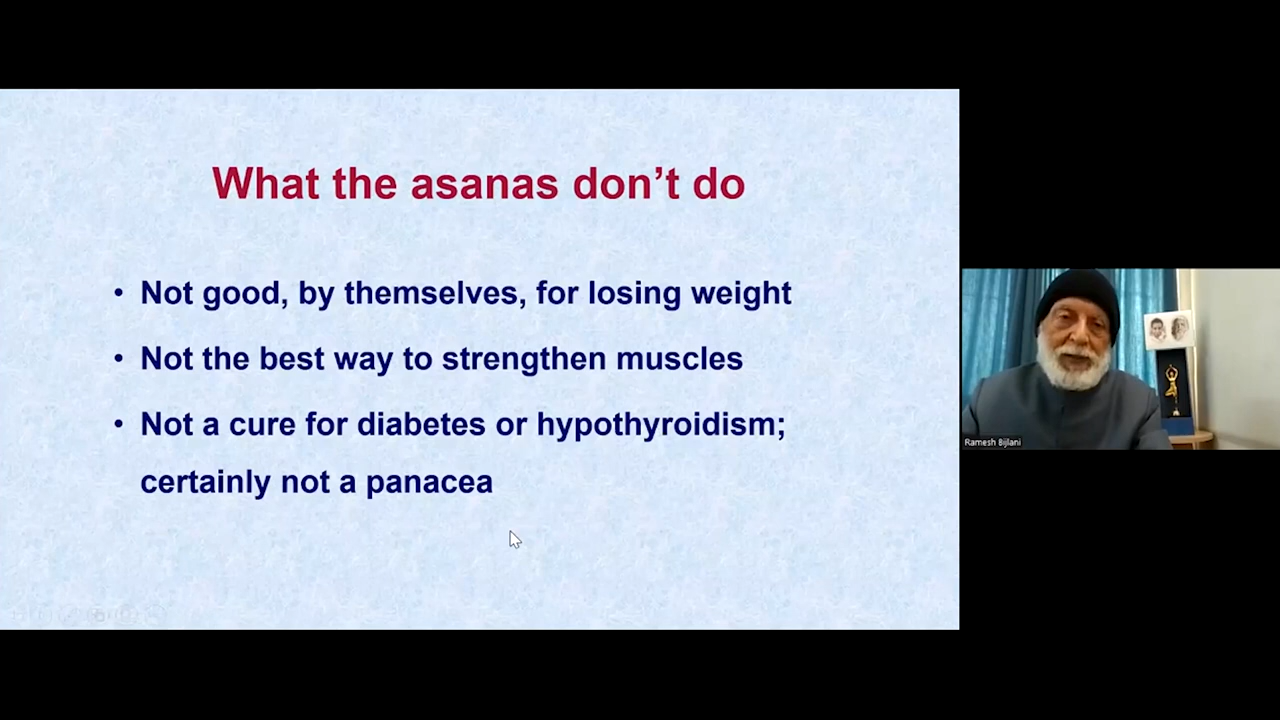 What the asanas don’t do
• Not good, by themselves, for losing weight
• Not the best way to strengthen muscles
• Not a cure for diabetes or hypothyroidism;
certainly not a panacea
Ramesh Bijlani